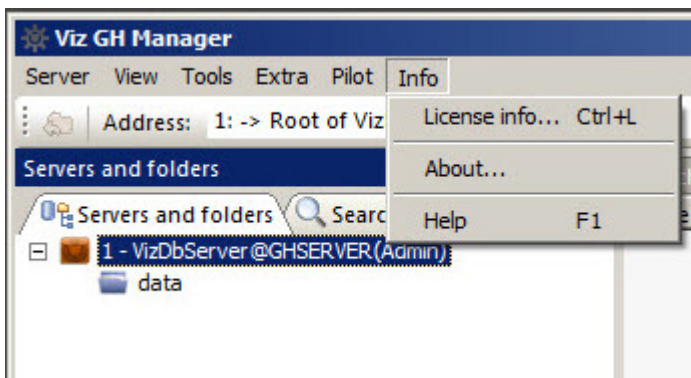 Viz GH Manager
Server View Tools Extra Pilot Info
Address: 1: -> Root of Viz
License info... Ctrl+L
Servers and folders
About...
Servers and folders Searc
Help F1
1 - VizDbServer@GHSERVER(Admin)
data